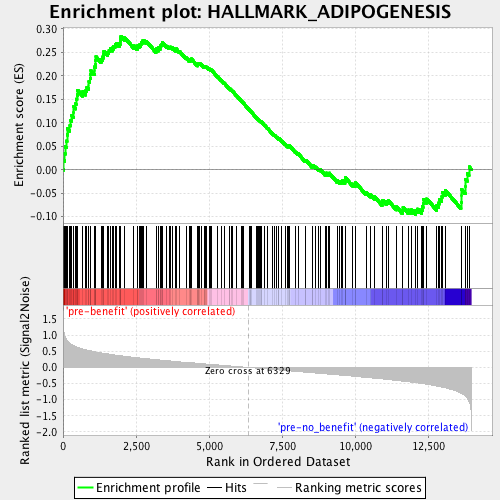 Enrichment plot: HALLMARK_ADIPOGENESIS
Enrichment score (ES)
0.30
0.25
0.20
0.15
0.10
0.05
0.00
-0.05
-0.10
Ranked list metric (Signal2Noise)
1.5
1.0
0.5
0.0
-0.5
-1.0
-1.5
-2.0
'pre-benefit' (positively correlated)
Zero cross at 6329
'pre-no_benefit' (negatively correlated)
0
2,500
5,000
7,500
10,000
12,500
Rank in Ordered Dataset
Enrichment profile
Hits
Ranking metric scores